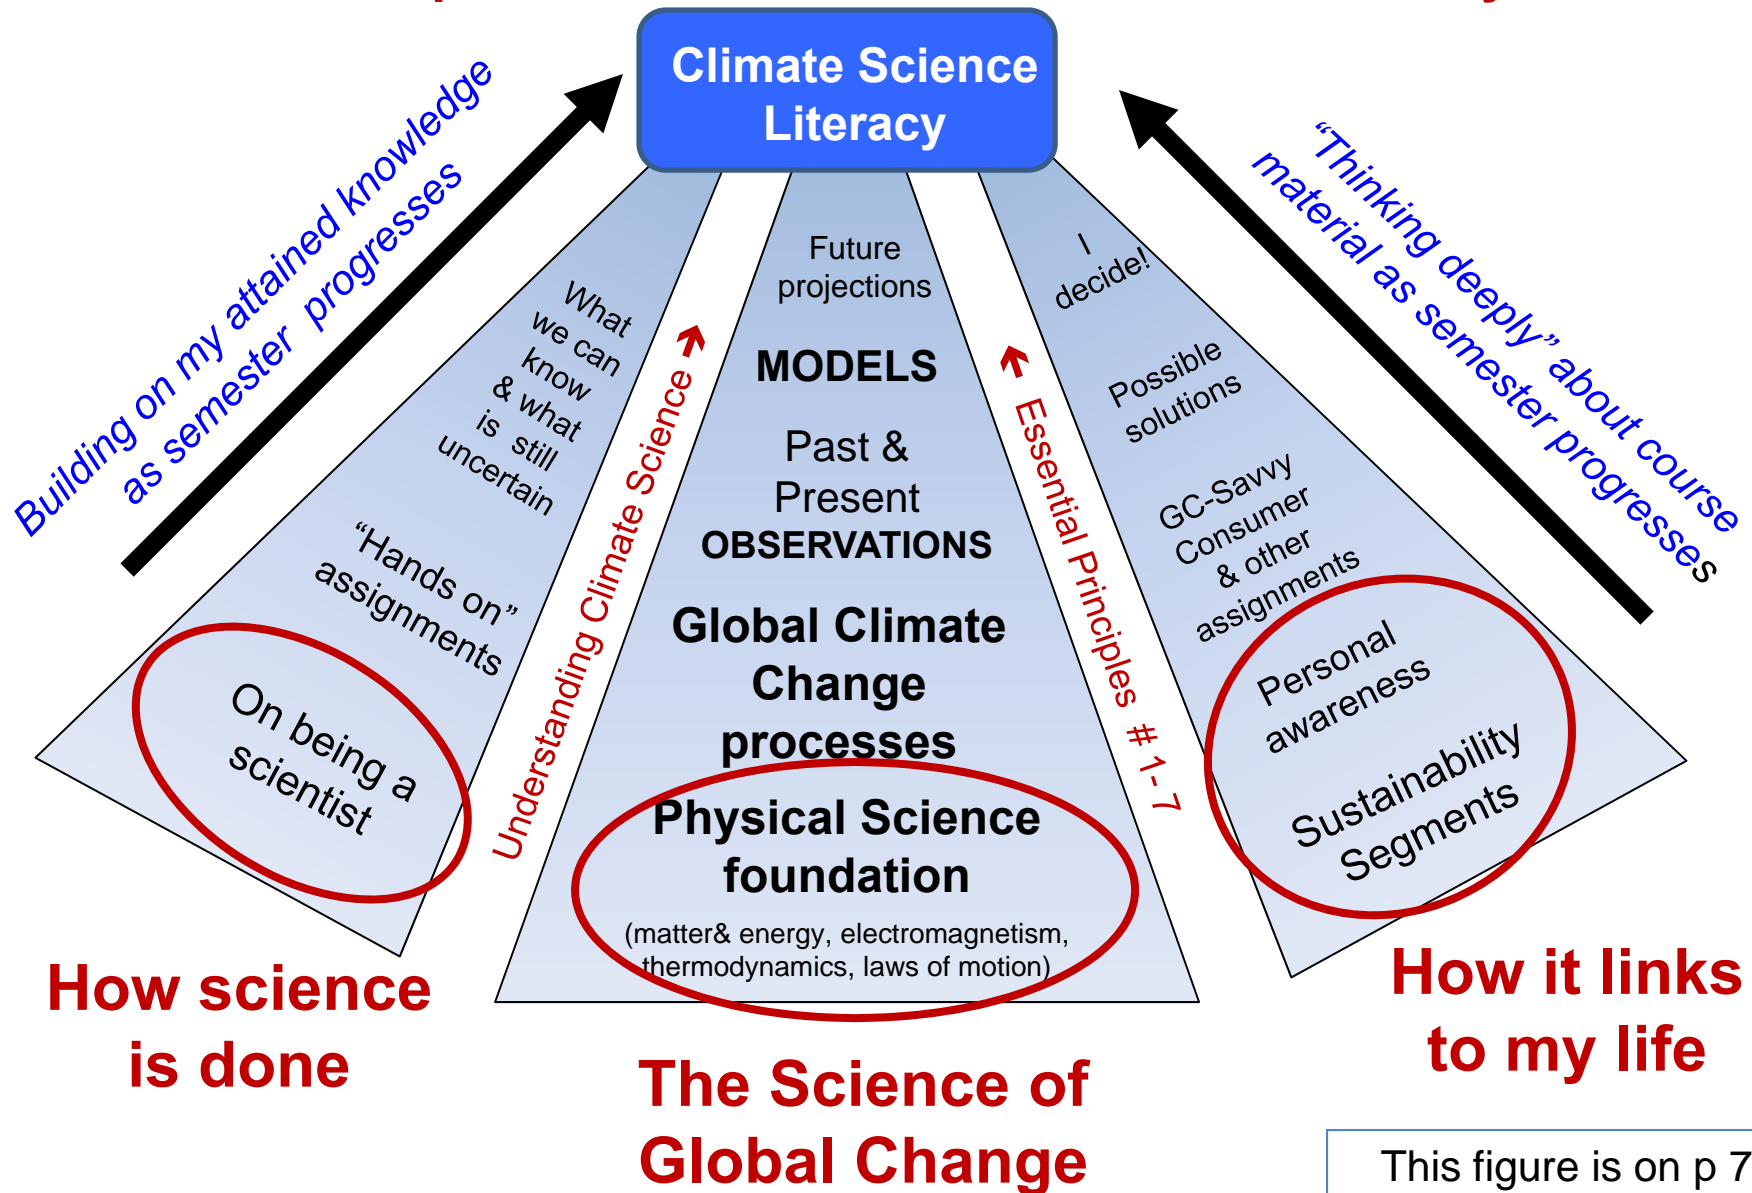 Climate Science
Literacy
Building on my attained knowledge
as semester progresses
"Thinking deeply" about course
material as semester progresses
What
we can
know
& what
is still
uncertain
"Hands on"
assignments
On being a
scientist
Understanding Climate Science →
Future
projections
MODELS
Past &
Present
OBSERVATIONS
Global Climate
Change
processes
Physical Science
foundation
(matter& energy, electromagnetism,
thermodynamics, laws of motion)
← Essential Principles # 1- 7
I
decide!
Possible
solutions
GC-Savvy
Consumer
& other
assignments
Personal
awareness
Sustainability
Segments
How science
is done
The Science of
Global Change
How it links
to my life
This figure is on p 7